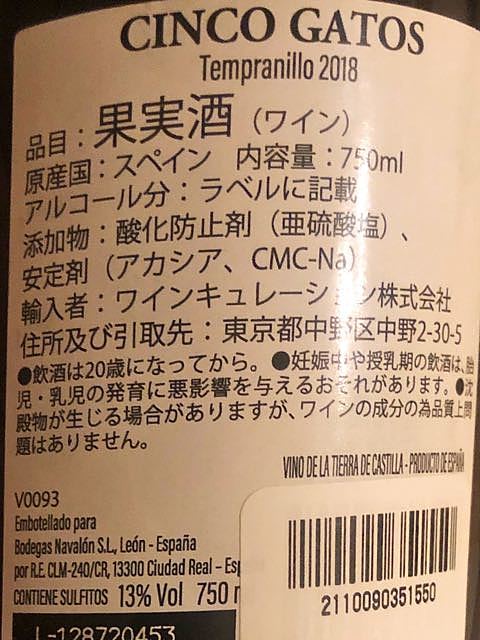 CINCO GATOS
Tempranillo 2018
品目：果実酒（ワイン）
原産国：スペイン 内容量：750ml
アルコール分：ラベルに記載
添加物：酸化防止剤（亜硫酸塩）、
安定剤（アカシア、CMC-Na）
輸入者：ワインキュレーション株式会社
住所及び引取先：東京都中野区中野2-30-5
●飲酒は20歳になってから。●妊娠中や授乳期の飲酒は、胎
児・乳児の発育に悪影響を与えるおそれがあります。●沈
殿物が生じる場合がありますが、ワインの成分の為品質上問
題はありません。
VINO DE LA TIERRA DE CASTILLA - PRODUCTO DE ESPAÑA
V0093
Embotellado para
Bodegas Navalón S.L., León - España
por R.E. CLM-240/CR, 13300 Ciudad Real - Esp
CONTIENE SULFITOS 13% Vol 750
L-128720453
2110090351550